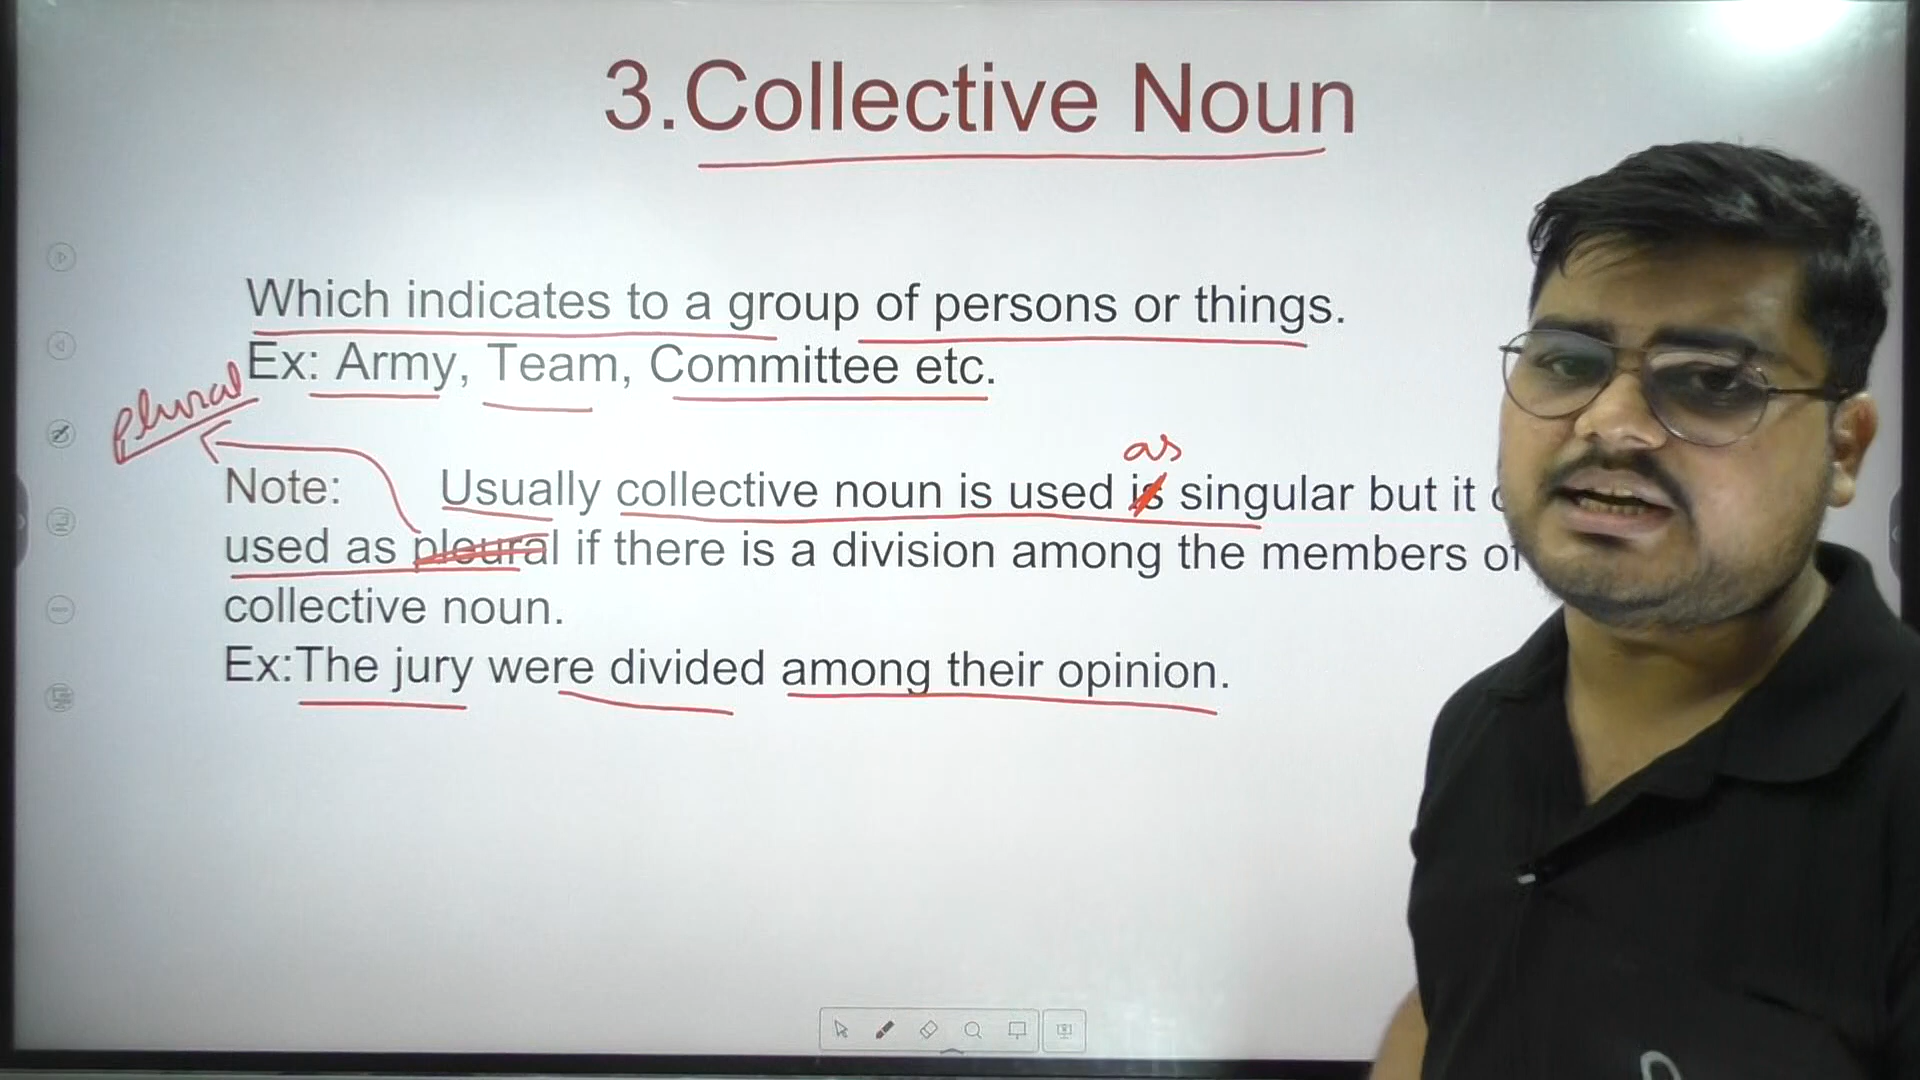 3.Collective Noun
Which indicates to a group of persons or things.
Ex: Army, Team, Committee etc.
plural
as
Note: Usually collective noun is used is singular but it
used as pleural if there is a division among the members of
collective noun.
Ex:The jury were divided among their opinion.